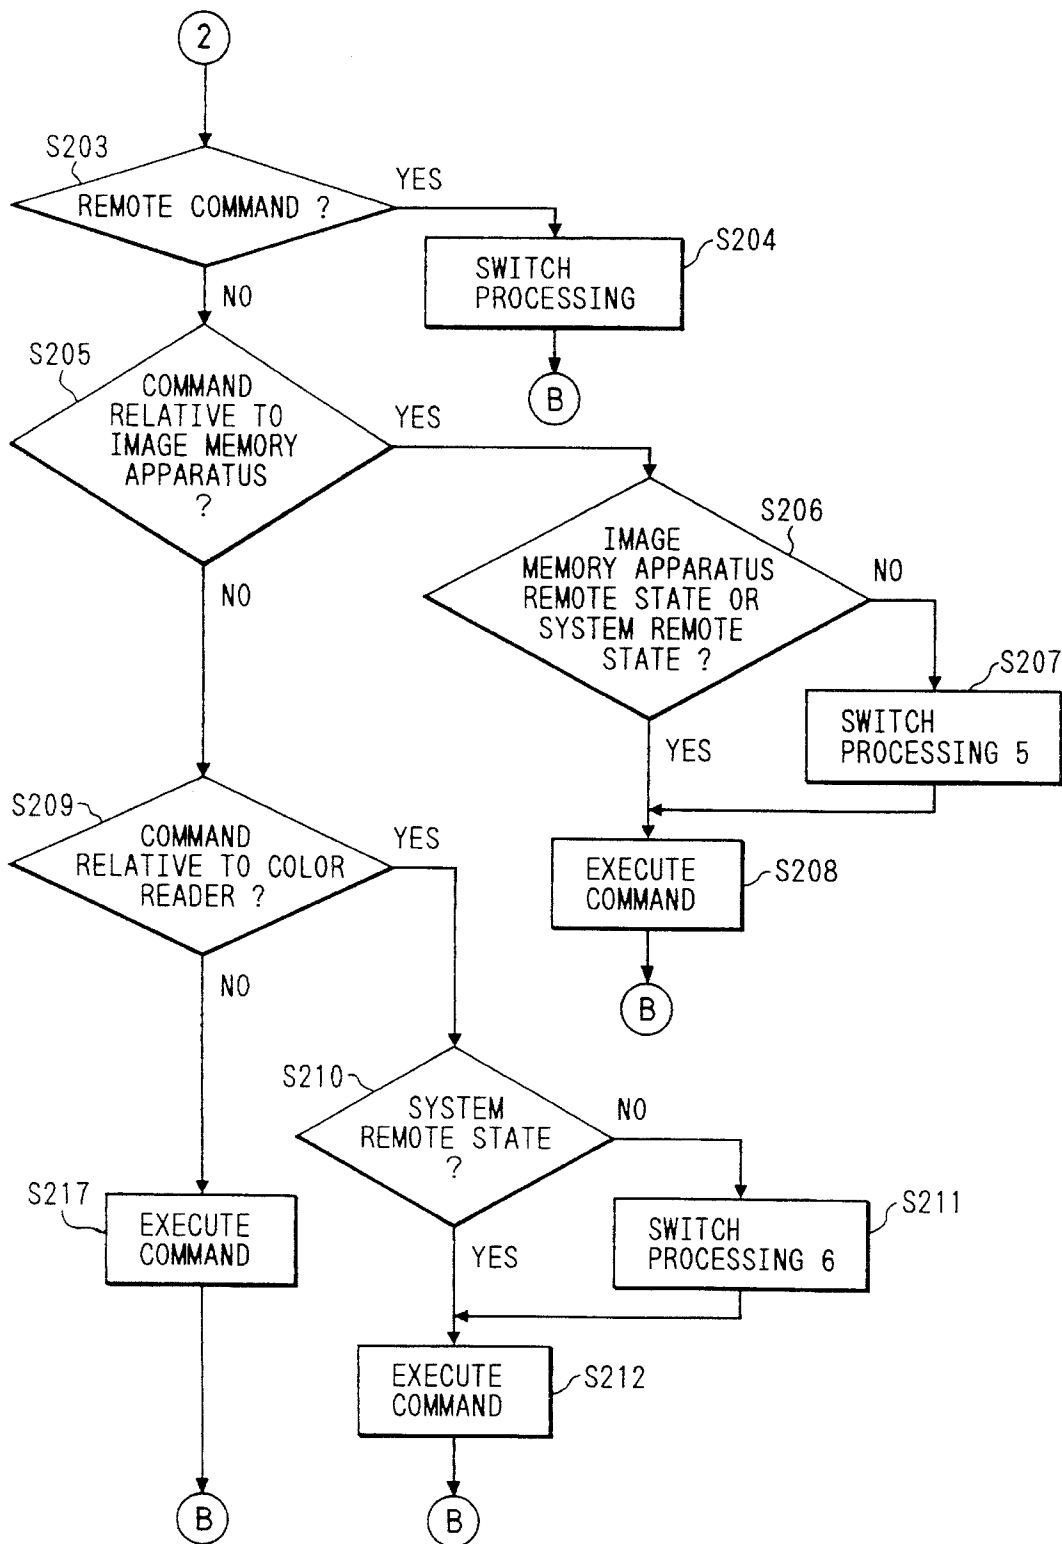 2
S203
REMOTE COMMAND ?
YES
NO
S204
SWITCH
PROCESSING
B
S205
COMMAND
RELATIVE TO
IMAGE MEMORY
APPARATUS
?
YES
NO
S206
IMAGE
MEMORY APPARATUS
REMOTE STATE OR
SYSTEM REMOTE
STATE ?
NO
YES
S207
SWITCH
PROCESSING 5
S208
EXECUTE
COMMAND
B
S209
COMMAND
RELATIVE TO COLOR
READER ?
YES
NO
S210
SYSTEM
REMOTE STATE
?
NO
YES
S211
SWITCH
PROCESSING 6
S217
EXECUTE
COMMAND
S212
EXECUTE
COMMAND
B
B